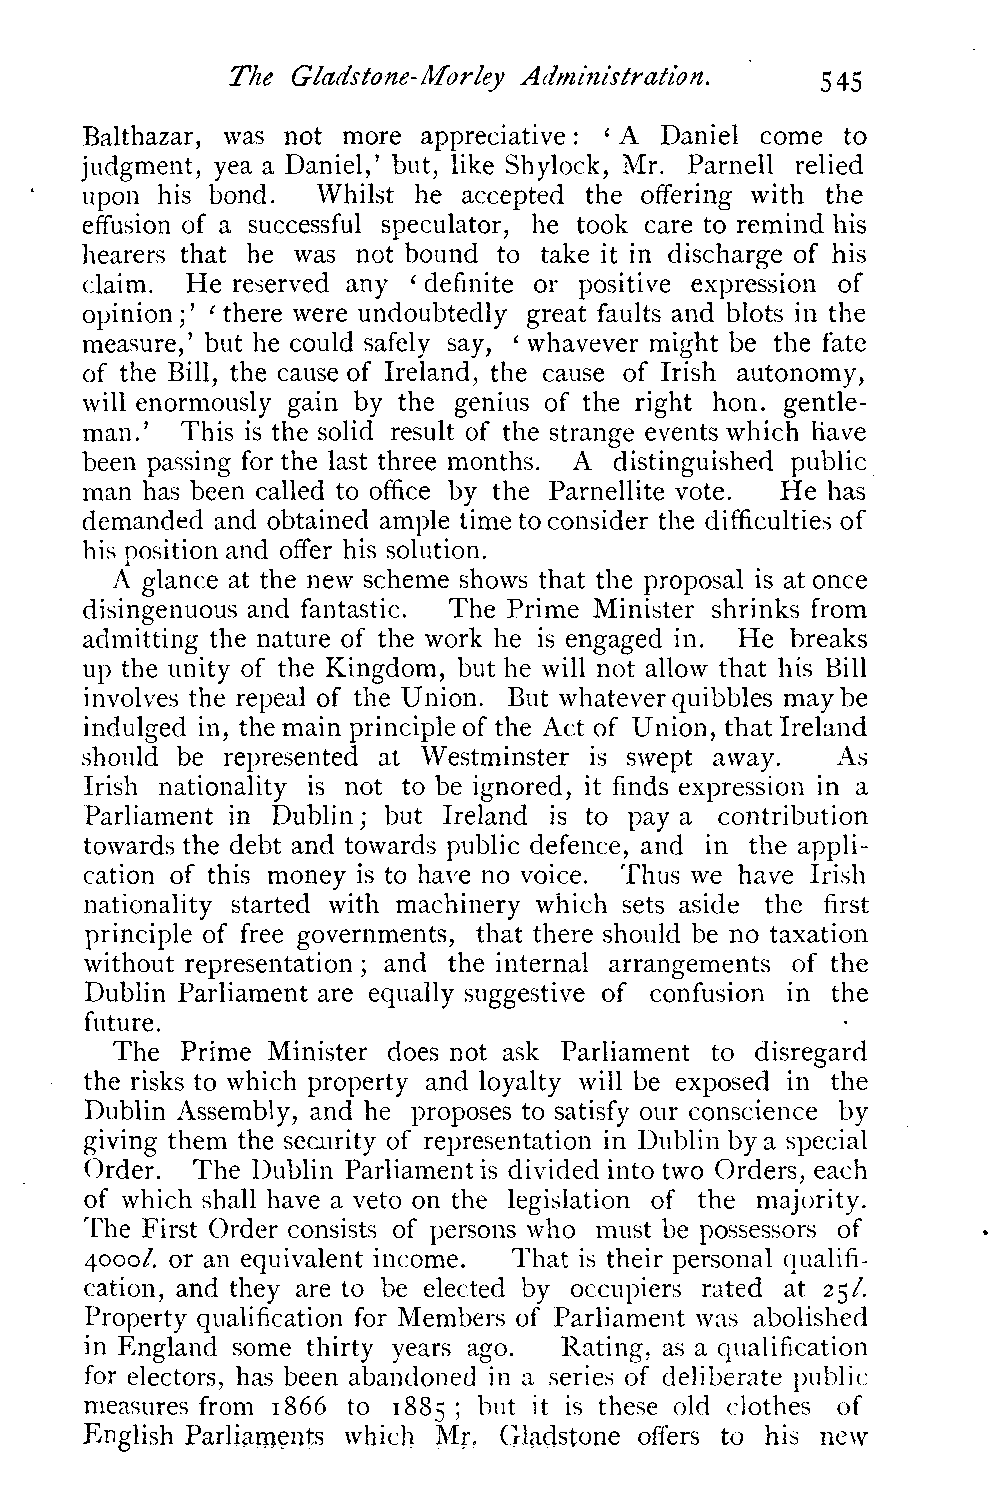 The Gladstone-Morley Administration. 545
Balthazar, was not more appreciative: ‘A Daniel come to
judgment, yea a Daniel,’ but, like Shylock, Mr. Parnell relied
upon his bond. Whilst he accepted the offering with the
effusion of a successful speculator, he took care to remind his
hearers that he was not bound to take it in discharge of his
claim. He reserved any ‘definite or positive expression of
opinion;’ ‘there were undoubtedly great faults and blots in the
measure,’ but he could safely say, ‘whavever might be the fate
of the Bill, the cause of Ireland, the cause of Irish autonomy,
will enormously gain by the genius of the right hon. gentle-
man.’ This is the solid result of the strange events which have
been passing for the last three months. A distinguished public
man has been called to office by the Parnellite vote. He has
demanded and obtained ample time to consider the difficulties of
his position and offer his solution.
A glance at the new scheme shows that the proposal is at once
disingenuous and fantastic. The Prime Minister shrinks from
admitting the nature of the work he is engaged in. He breaks
up the unity of the Kingdom, but he will not allow that his Bill
involves the repeal of the Union. But whatever quibbles may be
indulged in, the main principle of the Act of Union, that Ireland
should be represented at Westminster is swept away. As
Irish nationality is not to be ignored, it finds expression in a
Parliament in Dublin; but Ireland is to pay a contribution
towards the debt and towards public defence, and in the appli-
cation of this money is to have no voice. Thus we have Irish
nationality started with machinery which sets aside the first
principle of free governments, that there should be no taxation
without representation; and the internal arrangements of the
Dublin Parliament are equally suggestive of confusion in the
future.
The Prime Minister does not ask Parliament to disregard
the risks to which property and loyalty will be exposed in the
Dublin Assembly, and he proposes to satisfy our conscience by
giving them the security of representation in Dublin by a special
Order. The Dublin Parliament is divided into two Orders, each
of which shall have a veto on the legislation of the majority.
The First Order consists of persons who must be possessors of
4000l. or an equivalent income. That is their personal qualifi-
cation, and they are to be elected by occupiers rated at 25l.
Property qualification for Members of Parliament was abolished
in England some thirty years ago. Rating, as a qualification
for electors, has been abandoned in a series of deliberate public
measures from 1866 to 1885; but it is these old clothes of
English Parliaments which Mr. Gladstone offers to his new